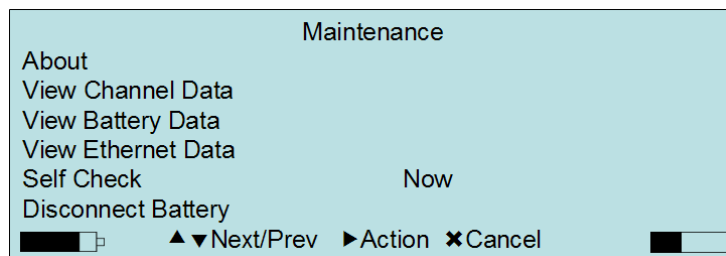 Maintenance
About
View Channel Data
View Battery Data
View Ethernet Data
Self Check Now
Disconnect Battery
▲▼Next/Prev ►Action ✖Cancel